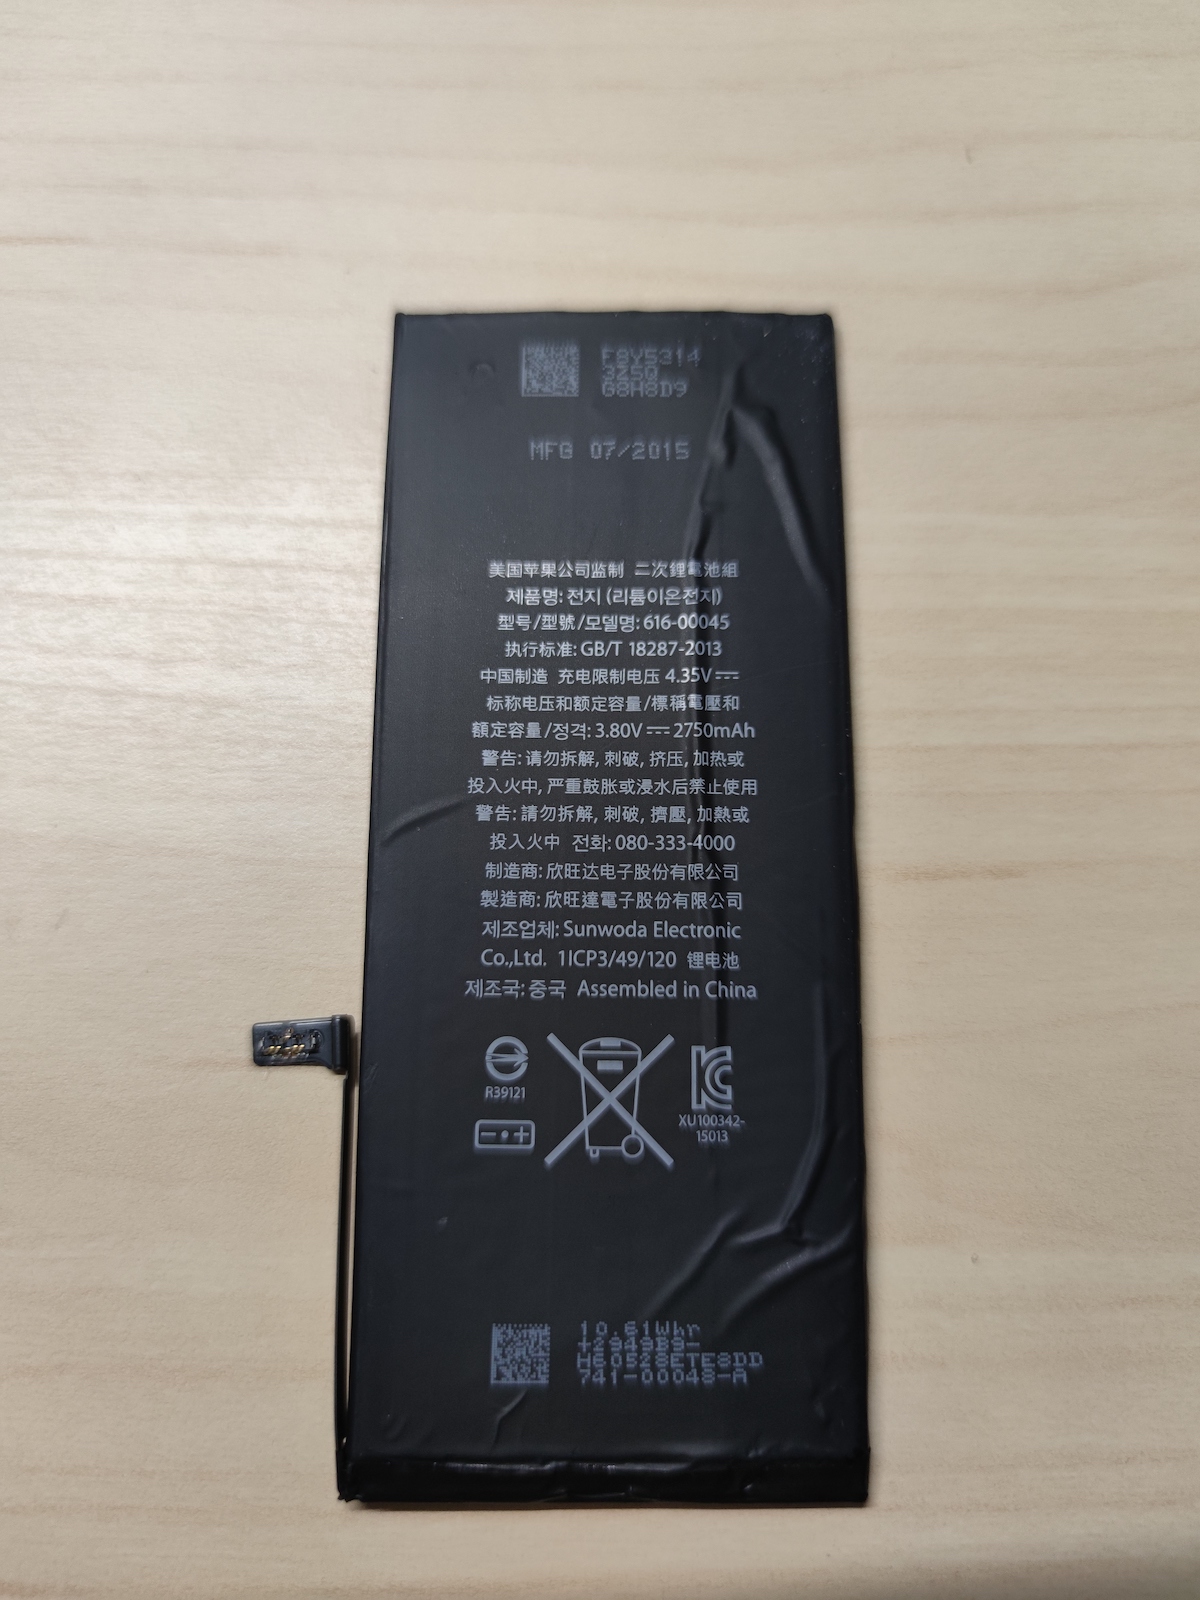 F8Y5314
3Z5Q
G8H8D9
MFG 07/2015
美国苹果公司监制 二次鋰電池組
제품명: 전지 (리튬이온전지)
型号/型號/모델명: 616-00045
执行标准: GB/T 18287-2013
中国制造 充电限制电压 4.35V
标称电压和额定容量/標稱電壓和
額定容量/정격: 3.80V 2750mAh
警告: 请勿拆解, 刺破, 挤压, 加热或
投入火中, 严重鼓胀或浸水后禁止使用
警告: 請勿拆解, 刺破, 擠壓, 加熱或
投入火中 전화: 080-333-4000
制造商: 欣旺达电子股份有限公司
製造商: 欣旺達電子股份有限公司
제조업체: Sunwoda Electronic
Co.,Ltd. 1ICP3/49/120 锂电池
제조국: 중국 Assembled in China
R39121
XU100342-
15013
10.61Whr
+2949B9-
H60528ETE8DD
741-00048-A